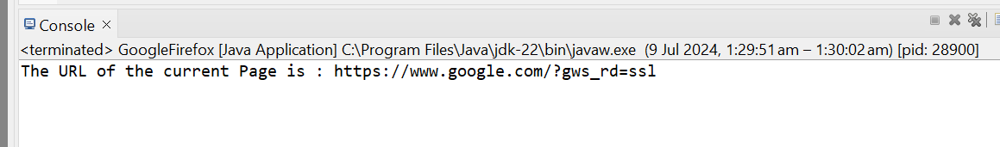 Console
<terminated> GoogleFirefox [Java Application] C:\Program Files\Java\jdk-22\bin\javaw.exe (9 Jul 2024, 1:29:51 am – 1:30:02 am) [pid: 28900]
The URL of the current Page is : https://www.google.com/?gws_rd=ssl